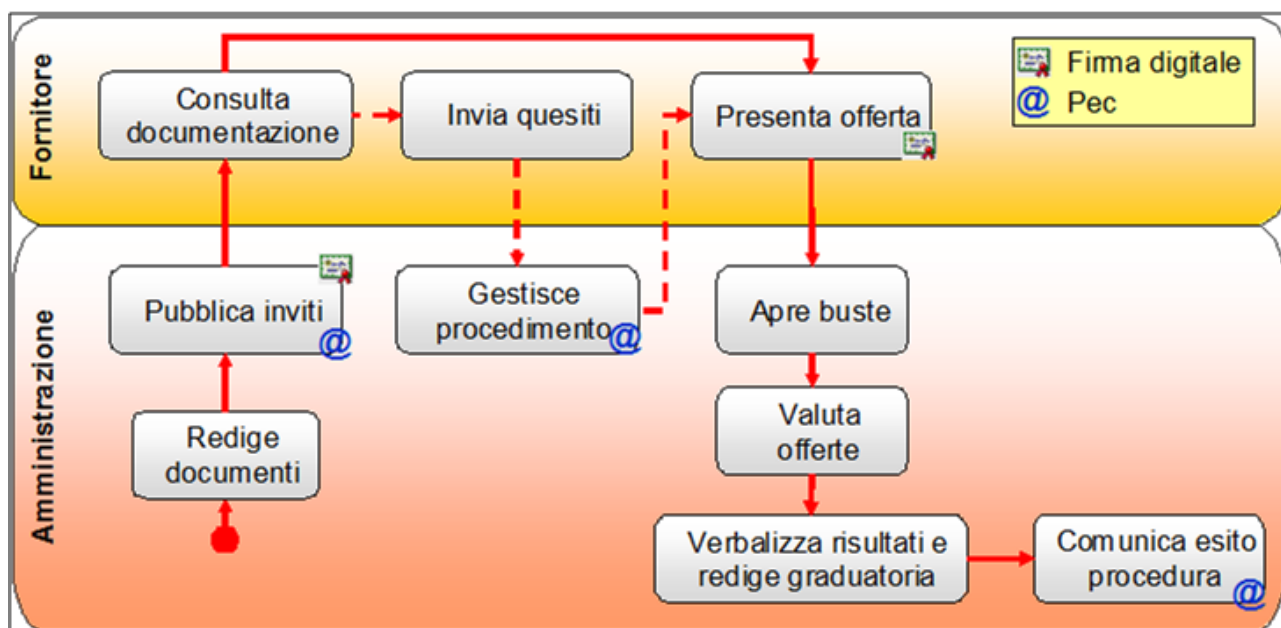 Fornitore
Consulta
documentazione
Invia quesiti
Presenta offerta
Firma digitale
@ Pec
Amministrazione
Pubblica inviti
@
Gestisce
procedimento
@
Apre buste
Redige
documenti
Valuta
offerte
Verbalizza risultati e
redige graduatoria
Comunica esito
procedura
@